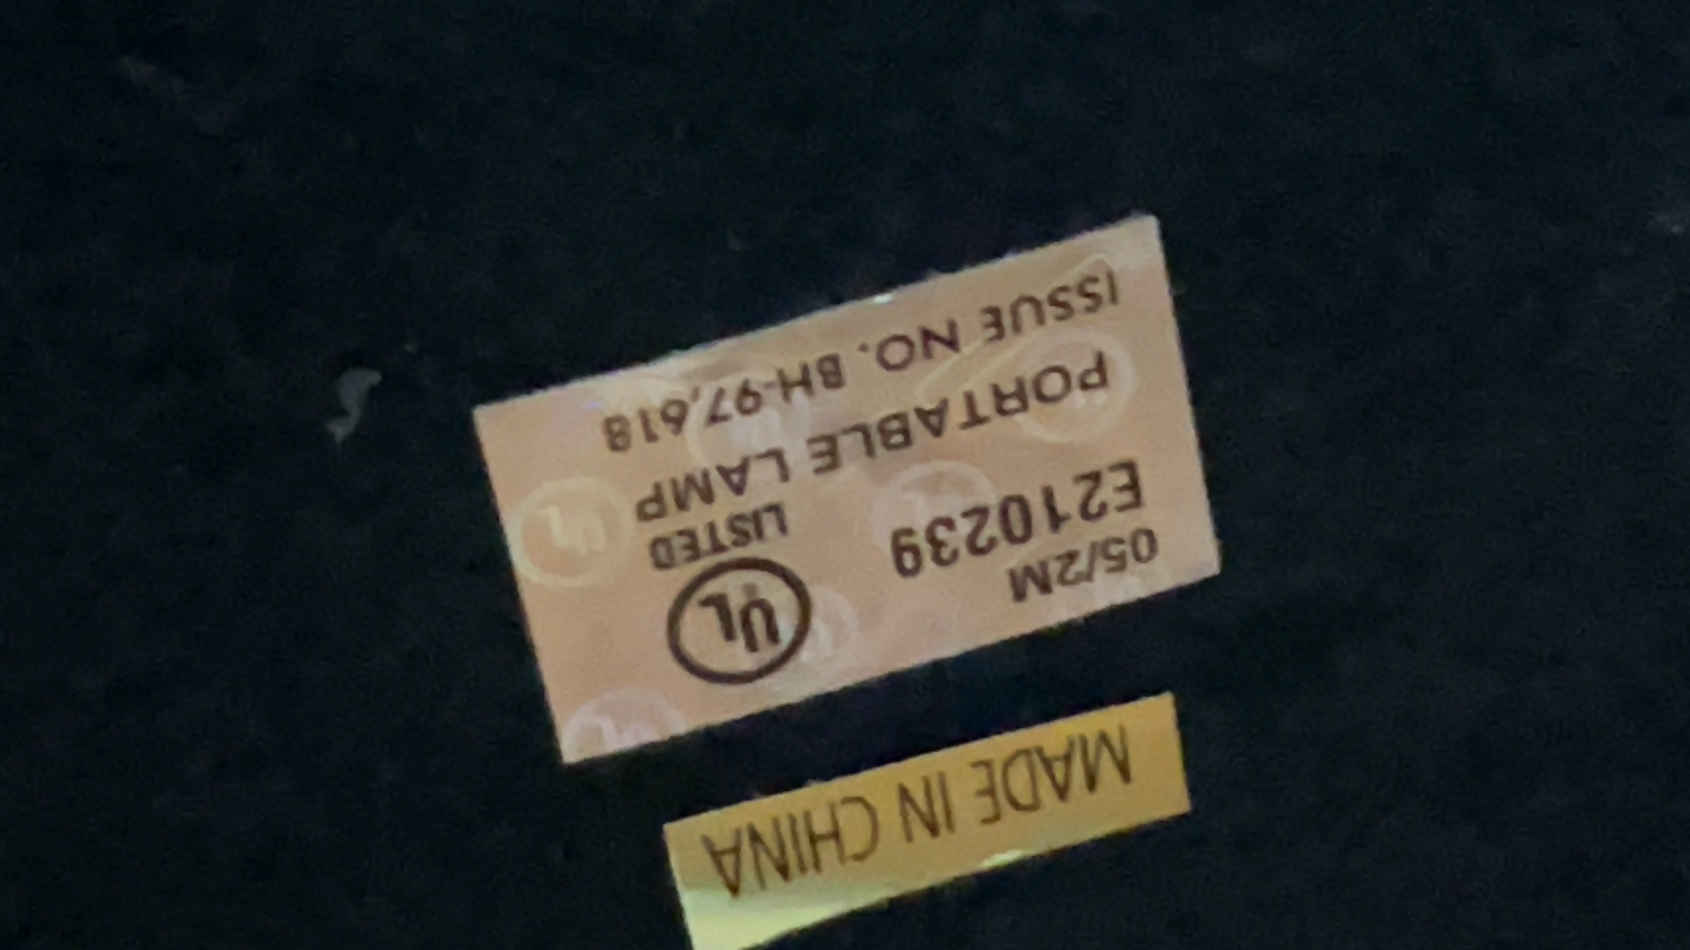 MADE IN CHINA
05/2M
E210239
UL
LISTED
PORTABLE LAMP
ISSUE NO. BH-97,618